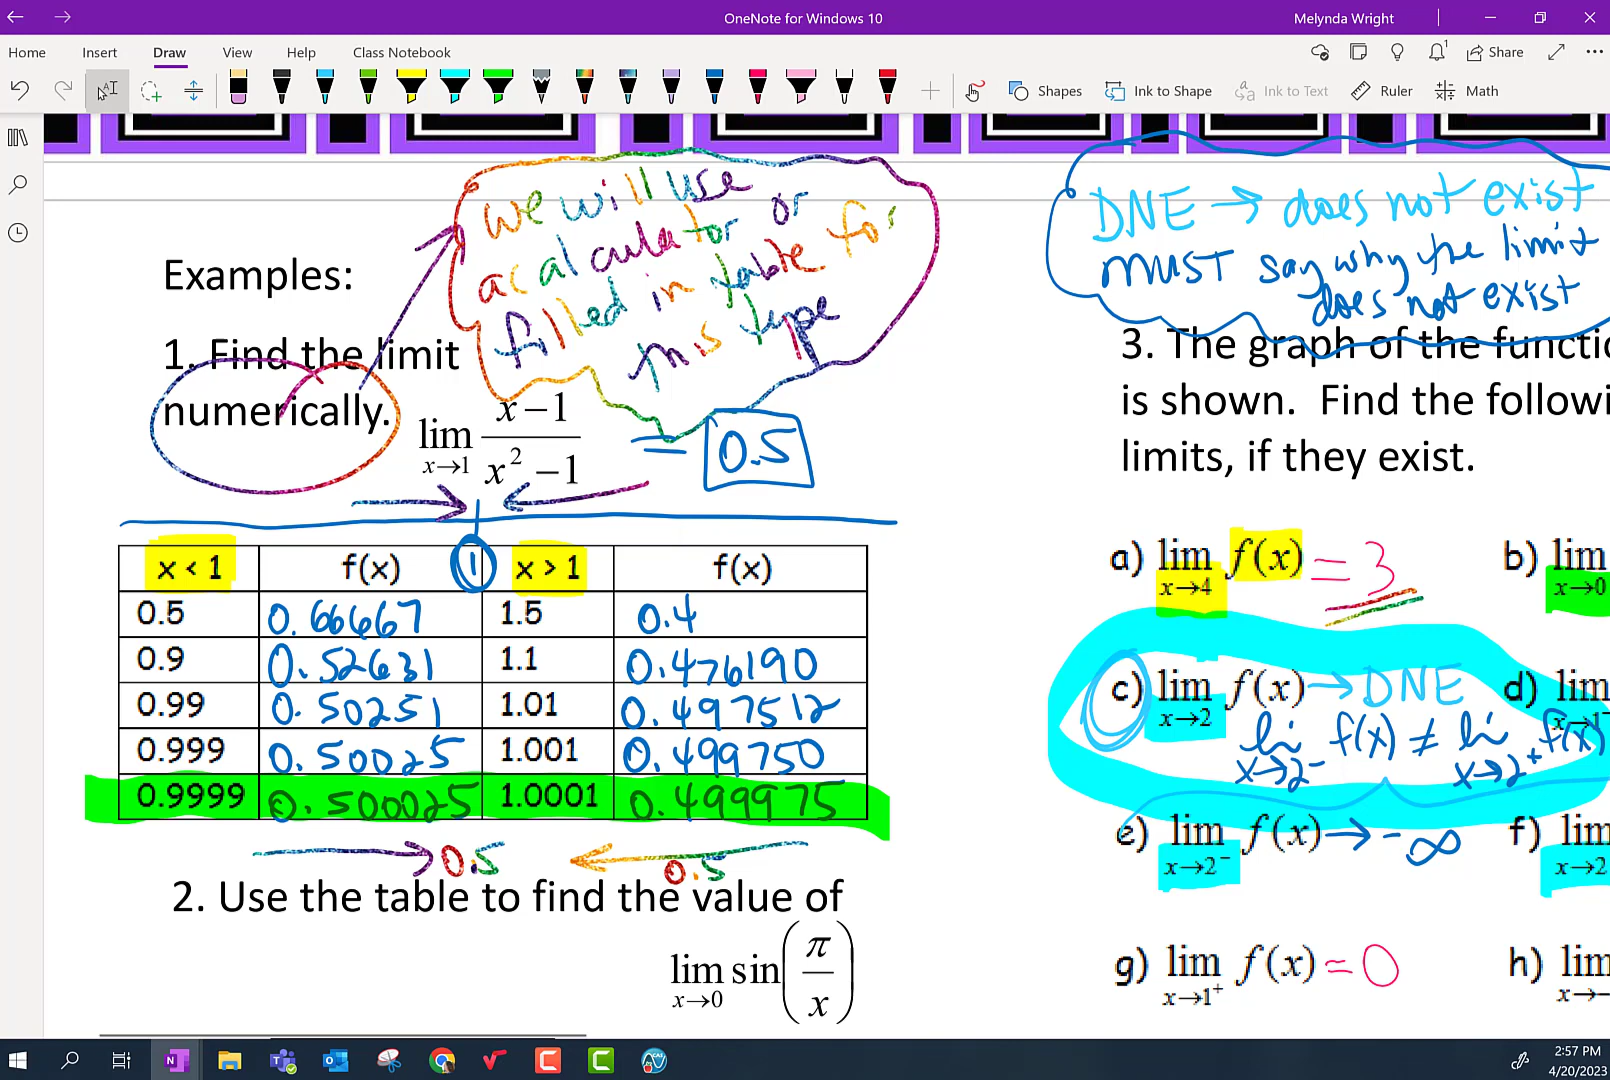 OneNote for Windows 10
Melynda Wright
Home Insert Draw View Help Class Notebook
Share
Shapes Ink to Shape Ink to Text Ruler Math
we will use
a calculator or
filled in table for
this type
Examples:
1. Find the limit
numerically.
lim x→1 (x−1)/(x² −1) = 0.5
1
x < 1 f(x) x > 1 f(x)
0.5 0.66667 1.5 0.4
0.9 0.52631 1.1 0.476190
0.99 0.50251 1.01 0.497512
0.999 0.50025 1.001 0.499750
0.9999 0.500025 1.0001 0.499975
→ 0.5 ← 0.5
2. Use the table to find the value of
lim x→0 sin(π/x)
DNE → does not exist
MUST say why the limit
does not exist
3. The graph of the functi
is shown. Find the followi
limits, if they exist.
a) lim x→4 f(x) = 3 b) lim x→0
c) lim x→2 f(x) → DNE d) lim x→1⁻
lim x→2⁻ f(x) ≠ lim x→2⁺ f(x)
e) lim x→2⁻ f(x) → -∞ f) lim x→2
g) lim x→1⁺ f(x) = 0 h) lim x→−
2:57 PM
4/20/2023